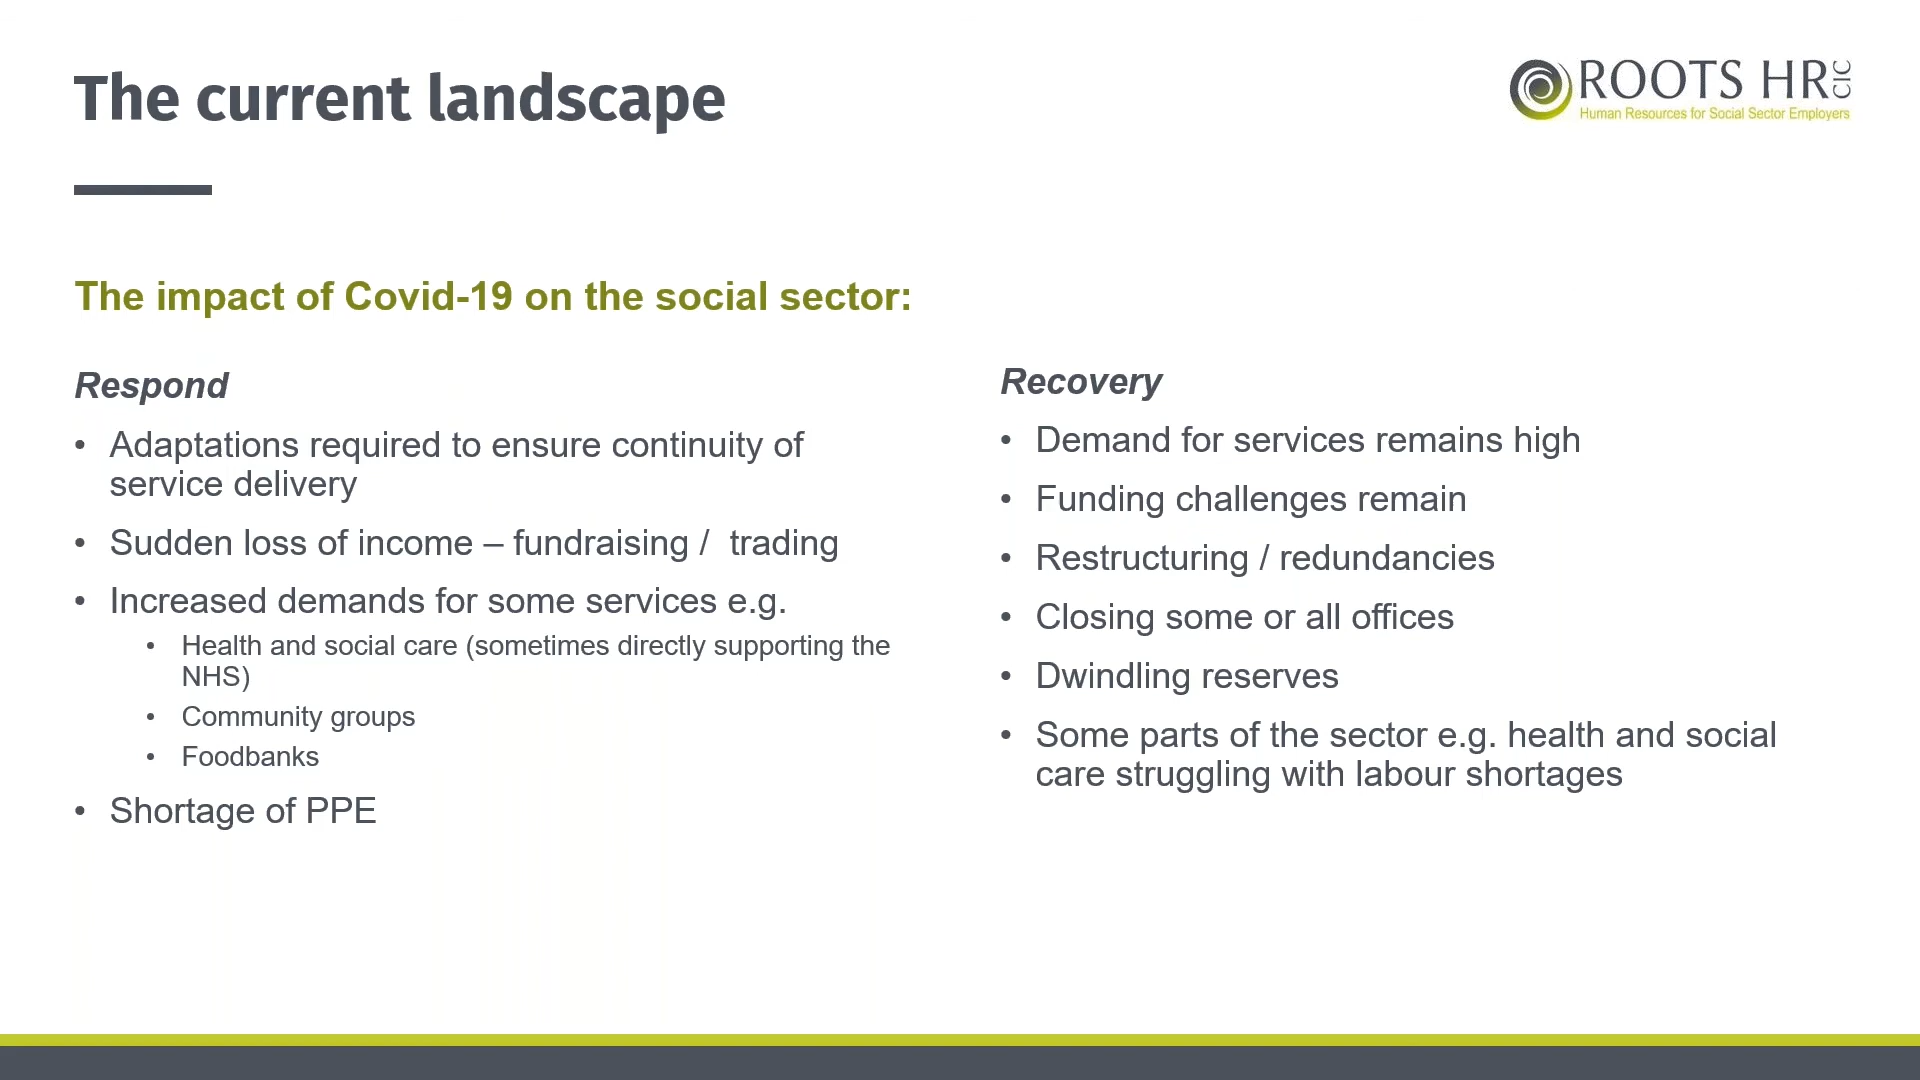 The current landscape
ROOTS HR CIC
Human Resources for Social Sector Employers
The impact of Covid-19 on the social sector:
Respond
• Adaptations required to ensure continuity of
service delivery
• Sudden loss of income – fundraising /  trading
• Increased demands for some services e.g.
• Health and social care (sometimes directly supporting the
NHS)
• Community groups
• Foodbanks
• Shortage of PPE
Recovery
• Demand for services remains high
• Funding challenges remain
• Restructuring / redundancies
• Closing some or all offices
• Dwindling reserves
• Some parts of the sector e.g. health and social
care struggling with labour shortages